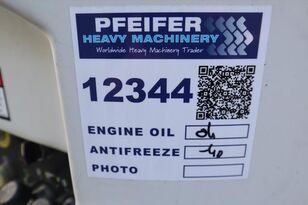 PFEIFER
HEAVY MACHINERY
Worldwide Heavy Machinery Trader
12344
ENGINE OIL ok
ANTIFREEZE -40
PHOTO